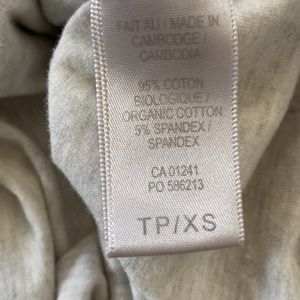 FAIT AU / MADE IN
CAMBODGE /
CAMBODIA
95% COTON
BIOLOGIQUE /
ORGANIC COTTON
5% SPANDEX /
SPANDEX
CA 01241
PO 586213
TP/XS